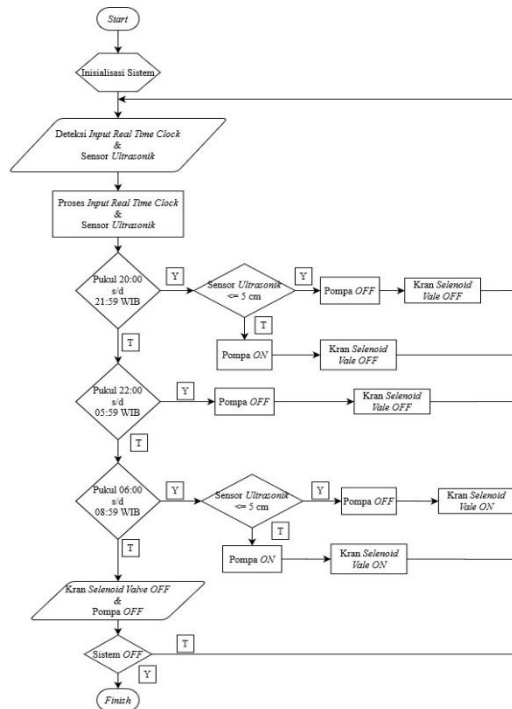 Start
Inisialisasi Sistem
Deteksi Input Real Time Clock
&
Sensor Ultrasonik
Proses Input Real Time Clock
&
Sensor Ultrasonik
Pukul 20:00
s/d
21:59 WIB
Y
Sensor Ultrasonik
<= 5 cm
Y
Pompa OFF
Kran Selenoid
Vale OFF
T
T
Pompa ON
Kran Selenoid
Vale OFF
Pukul 22:00
s/d
05:59 WIB
Y
Pompa OFF
Kran Selenoid
Vale OFF
T
Pukul 06:00
s/d
08:59 WIB
Y
Sensor Ultrasonik
<= 5 cm
Y
Pompa OFF
Kran Selenoid
Vale ON
T
T
Pompa ON
Kran Selenoid
Vale ON
Kran Selenoid Valve OFF
&
Pompa OFF
Sistem OFF
T
Y
Finish